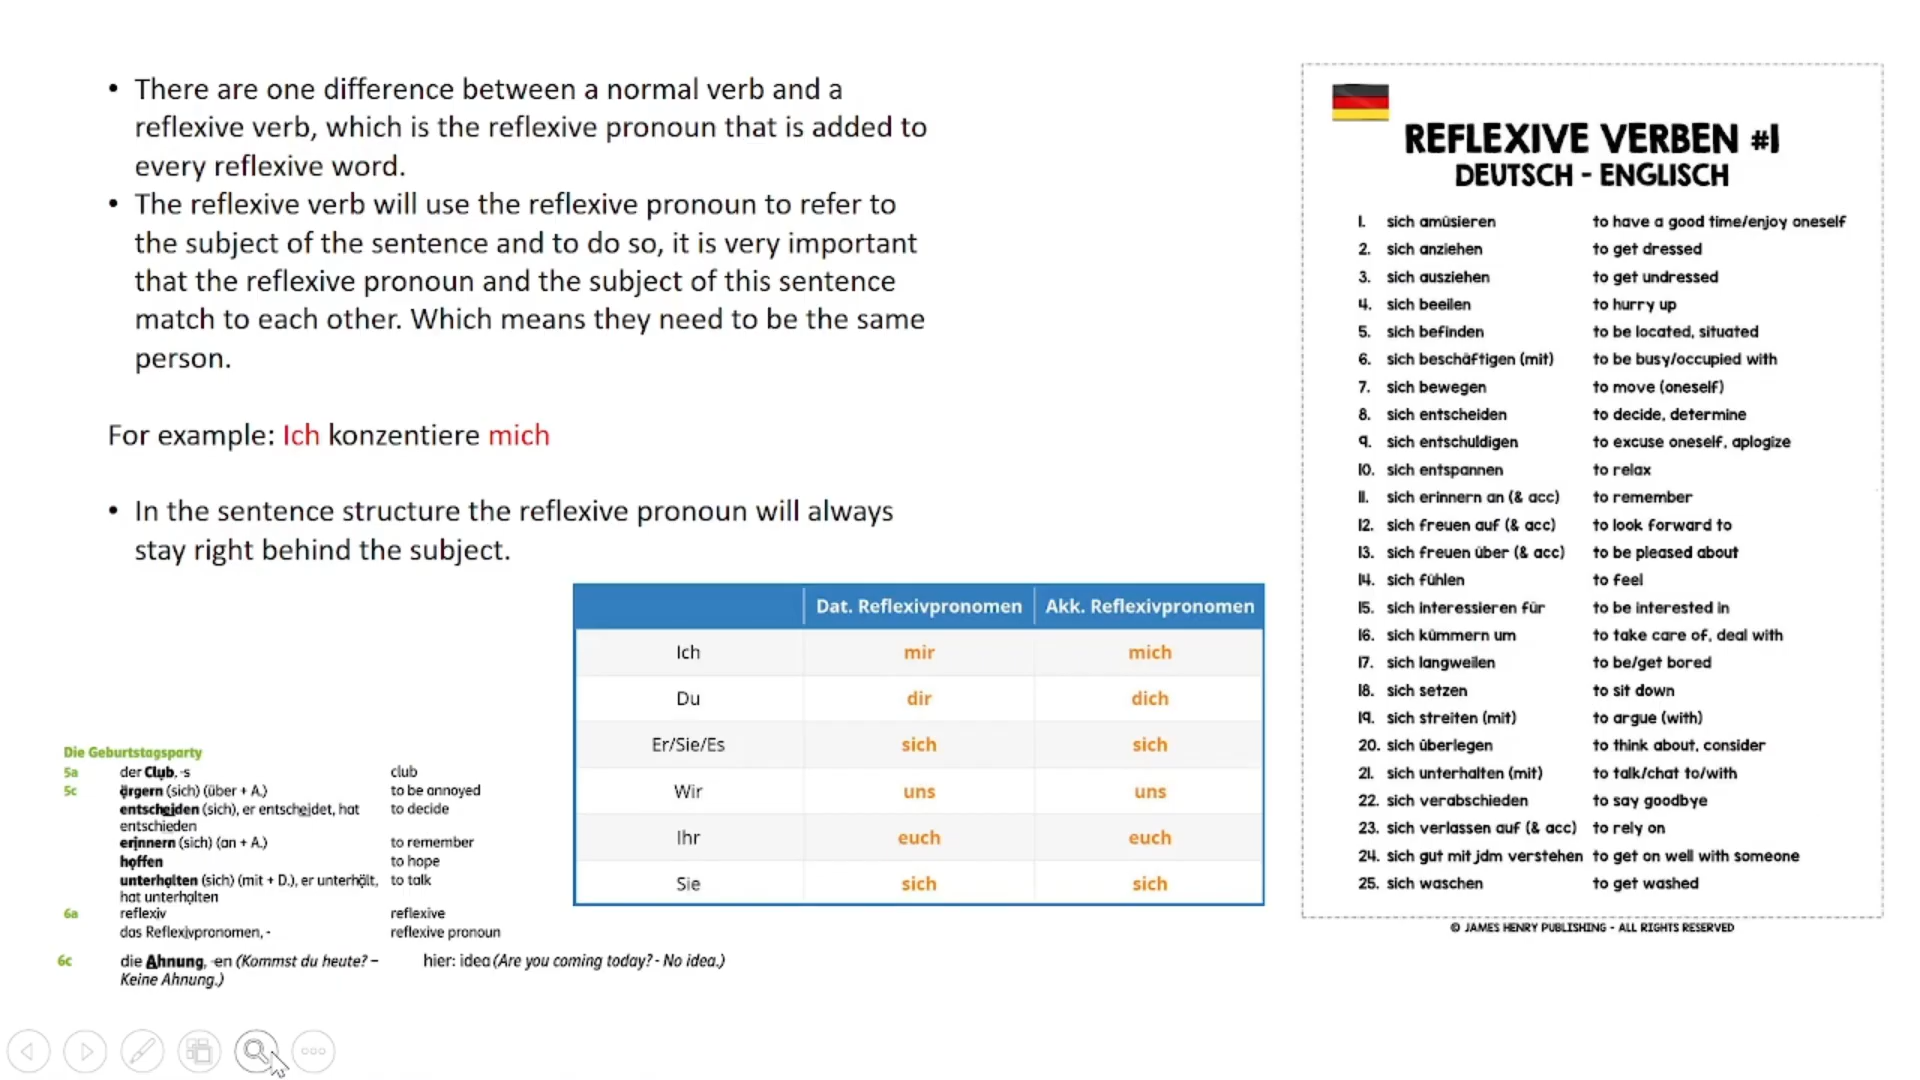 • There are one difference between a normal verb and a
reflexive verb, which is the reflexive pronoun that is added to
every reflexive word.
• The reflexive verb will use the reflexive pronoun to refer to
the subject of the sentence and to do so, it is very important
that the reflexive pronoun and the subject of this sentence
match to each other. Which means they need to be the same
person.
For example: Ich konzentiere mich
• In the sentence structure the reflexive pronoun will always
stay right behind the subject.
Dat. Reflexivpronomen Akk. Reflexivpronomen
Ich mir mich
Du dir dich
Er/Sie/Es sich sich
Wir uns uns
Ihr euch euch
Sie sich sich
Die Geburtstagsparty
5a der Club, -s club
5c ärgern (sich) (über + A.) to be annoyed
entscheiden (sich), er entscheidet, hat to decide
entschieden
erinnern (sich) (an + A.) to remember
hoffen to hope
unterhalten (sich) (mit + D.), er unterhält, to talk
hat unterhalten
6a reflexiv reflexive
das Reflexivpronomen, - reflexive pronoun
6c die Ahnung, -en (Kommst du heute? – hier: idea (Are you coming today? - No idea.)
Keine Ahnung.)
REFLEXIVE VERBEN #1
DEUTSCH - ENGLISCH
1. sich amüsieren to have a good time/enjoy oneself
2. sich anziehen to get dressed
3. sich ausziehen to get undressed
4. sich beeilen to hurry up
5. sich befinden to be located, situated
6. sich beschäftigen (mit) to be busy/occupied with
7. sich bewegen to move (oneself)
8. sich entscheiden to decide, determine
9. sich entschuldigen to excuse oneself, aplogize
10. sich entspannen to relax
11. sich erinnern an (& acc) to remember
12. sich freuen auf (& acc) to look forward to
13. sich freuen über (& acc) to be pleased about
14. sich fühlen to feel
15. sich interessieren für to be interested in
16. sich kümmern um to take care of, deal with
17. sich langweilen to be/get bored
18. sich setzen to sit down
19. sich streiten (mit) to argue (with)
20. sich überlegen to think about, consider
21. sich unterhalten (mit) to talk/chat to/with
22. sich verabschieden to say goodbye
23. sich verlassen auf (& acc) to rely on
24. sich gut mit jdm verstehen to get on well with someone
25. sich waschen to get washed
© JAMES HENRY PUBLISHING - ALL RIGHTS RESERVED